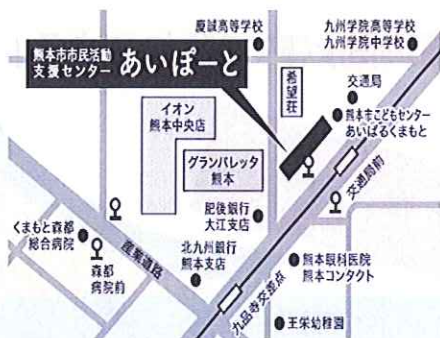 慶誠高等学校
九州学院高等学校
九州学院中学校
熊本市市民活動
支援センター あいぽーと
希望荘
交通局
熊本市こどもセンター
あいぱるくまもと
イオン
熊本中央店
グランパレッタ
熊本
交通局前
肥後銀行
大江支店
くまもと森都
総合病院
森都
病院前
産業道路
北九州銀行
熊本支店
九品寺交差点
熊本眼科医院
熊本コンタクト
王栄幼稚園